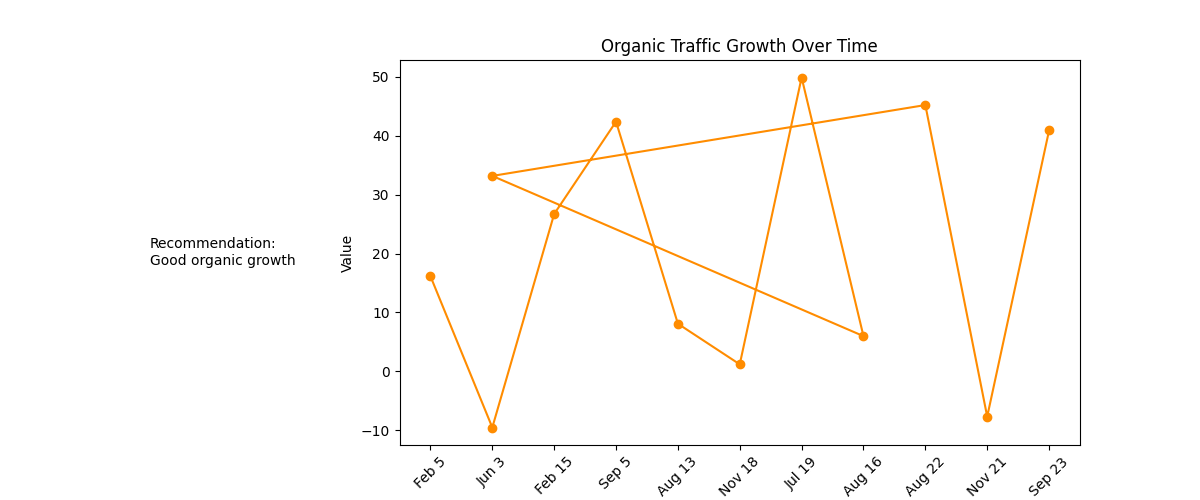 Organic Traffic Growth Over Time
Recommendation:
Good organic growth
Value
50
40
30
20
10
0
−10
Feb 5
Jun 3
Feb 15
Sep 5
Aug 13
Nov 18
Jul 19
Aug 16
Aug 22
Nov 21
Sep 23